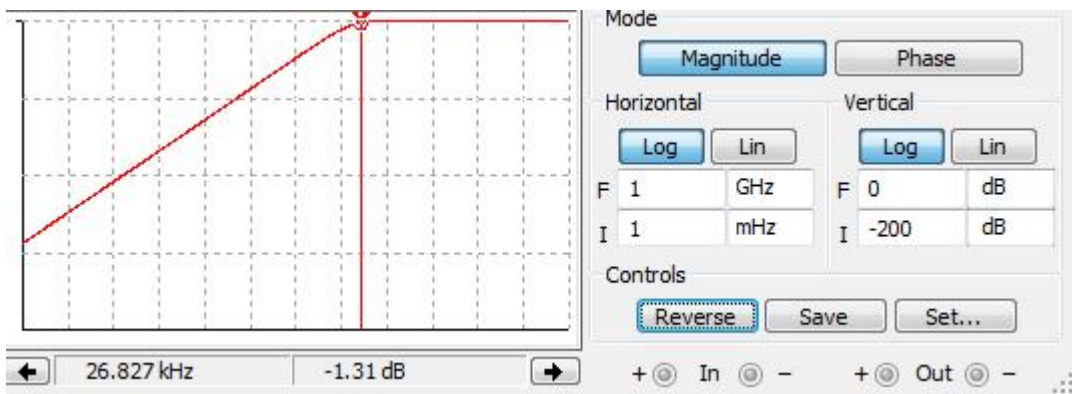 Mode
Magnitude Phase
Horizontal Vertical
Log Lin Log Lin
F 1 GHz F 0 dB
I 1 mHz I -200 dB
Controls
Reverse Save Set...
26.827 kHz -1.31 dB + In - + Out -